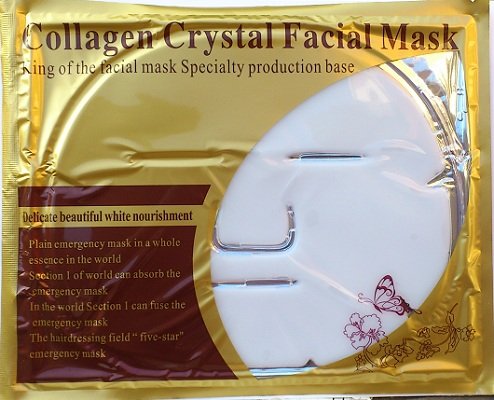 Collagen Crystal Facial Mask
King of the facial mask Specialty production base
Delicate beautiful white nourishment
Plain emergency mask in a whole
essence in the world
Section 1 of world can absorb the
emergency mask
In the world Section 1 can fuse the
emergency mask
The hairdressing field “ five-star”
emergency mask